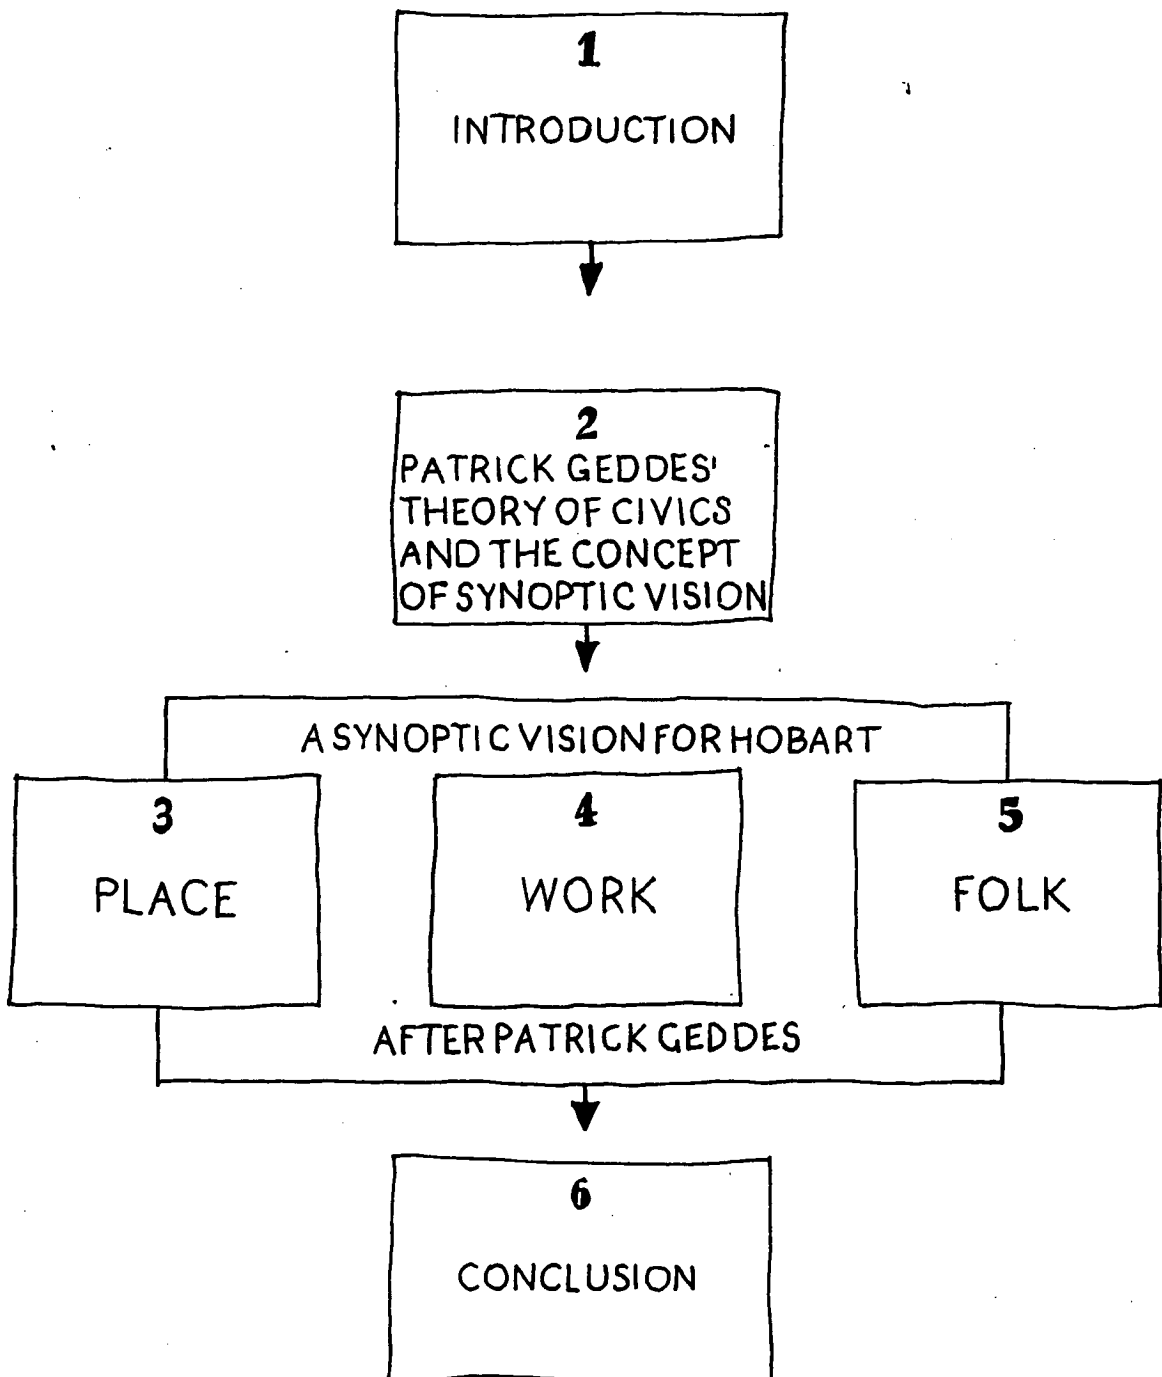 1
INTRODUCTION
2
PATRICK GEDDES'
THEORY OF CIVICS
AND THE CONCEPT
OF SYNOPTIC VISION
A SYNOPTIC VISION FOR HOBART
3
PLACE
4
WORK
5
FOLK
AFTER PATRICK GEDDES
6
CONCLUSION